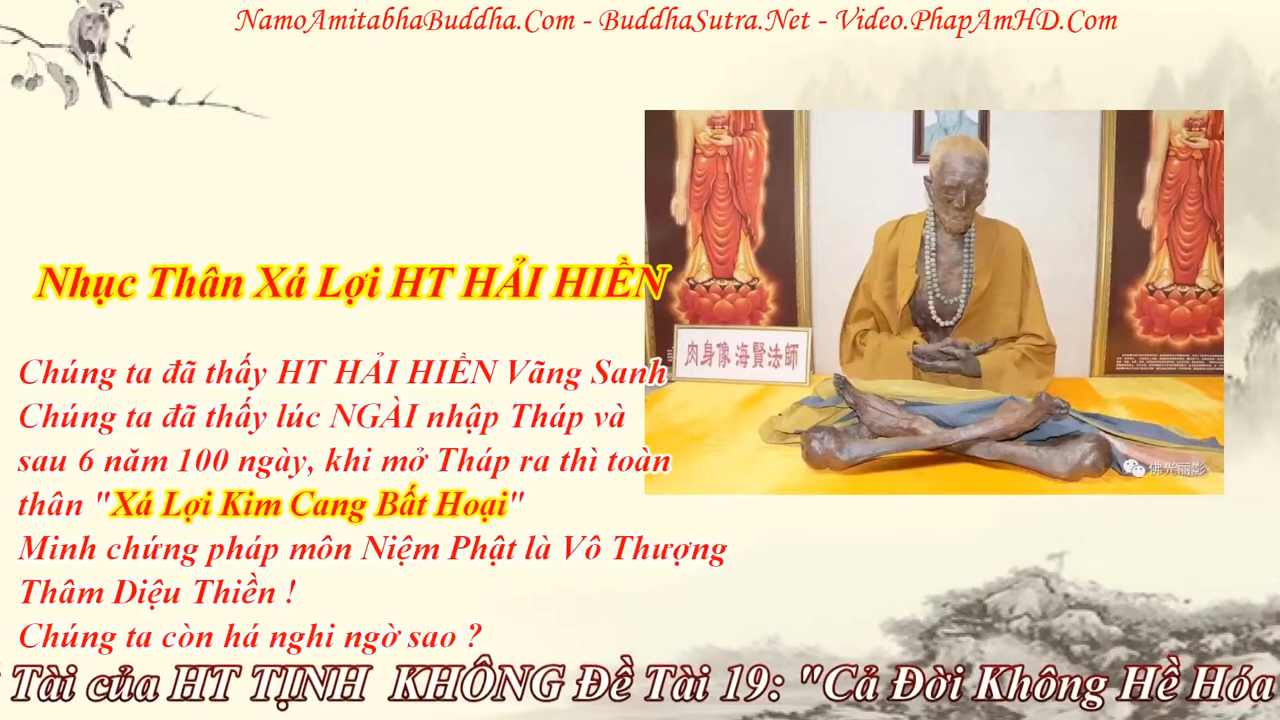 NamoAmitabhaBuddha.Com - BuddhaSutra.Net - Video.PhapAmHD.Com
Nhục Thân Xá Lợi HT HẢI HIỀN
肉身像 海賢法師
Chúng ta đã thấy HT HẢI HIỀN Vãng Sanh
Chúng ta đã thấy lúc NGÀI nhập Tháp và
sau 6 năm 100 ngày, khi mở Tháp ra thì toàn
thân "Xá Lợi Kim Cang Bất Hoại"
Minh chứng pháp môn Niệm Phật là Vô Thượng
Thâm Diệu Thiền !
Chúng ta còn há nghi ngờ sao ?
佛光丽影
Tài của HT TỊNH KHÔNG Đề Tài 19: "Cả Đời Không Hề Hóa